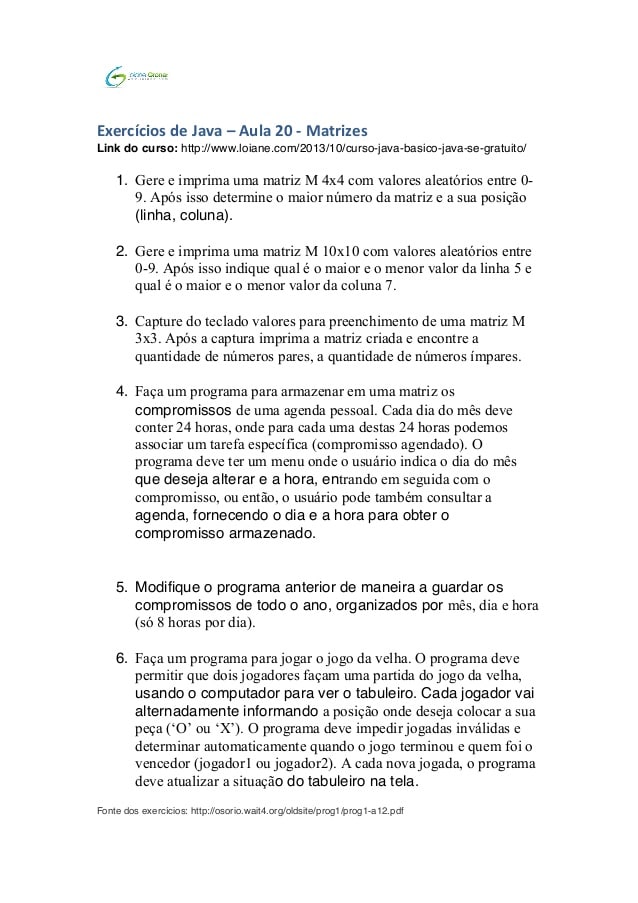 Loiane Groner
Exercícios de Java – Aula 20 - Matrizes
Link do curso: http://www.loiane.com/2013/10/curso-java-basico-java-se-gratuito/
1. Gere e imprima uma matriz M 4x4 com valores aleatórios entre 0-
9. Após isso determine o maior número da matriz e a sua posição
(linha, coluna).
2. Gere e imprima uma matriz M 10x10 com valores aleatórios entre
0-9. Após isso indique qual é o maior e o menor valor da linha 5 e
qual é o maior e o menor valor da coluna 7.
3. Capture do teclado valores para preenchimento de uma matriz M
3x3. Após a captura imprima a matriz criada e encontre a
quantidade de números pares, a quantidade de números ímpares.
4. Faça um programa para armazenar em uma matriz os
compromissos de uma agenda pessoal. Cada dia do mês deve
conter 24 horas, onde para cada uma destas 24 horas podemos
associar um tarefa específica (compromisso agendado). O
programa deve ter um menu onde o usuário indica o dia do mês
que deseja alterar e a hora, entrando em seguida com o
compromisso, ou então, o usuário pode também consultar a
agenda, fornecendo o dia e a hora para obter o
compromisso armazenado.
5. Modifique o programa anterior de maneira a guardar os
compromissos de todo o ano, organizados por mês, dia e hora
(só 8 horas por dia).
6. Faça um programa para jogar o jogo da velha. O programa deve
permitir que dois jogadores façam uma partida do jogo da velha,
usando o computador para ver o tabuleiro. Cada jogador vai
alternadamente informando a posição onde deseja colocar a sua
peça (‘O’ ou ‘X’). O programa deve impedir jogadas inválidas e
determinar automaticamente quando o jogo terminou e quem foi o
vencedor (jogador1 ou jogador2). A cada nova jogada, o programa
deve atualizar a situação do tabuleiro na tela.
Fonte dos exercícios: http://osorio.wait4.org/oldsite/prog1/prog1-a12.pdf